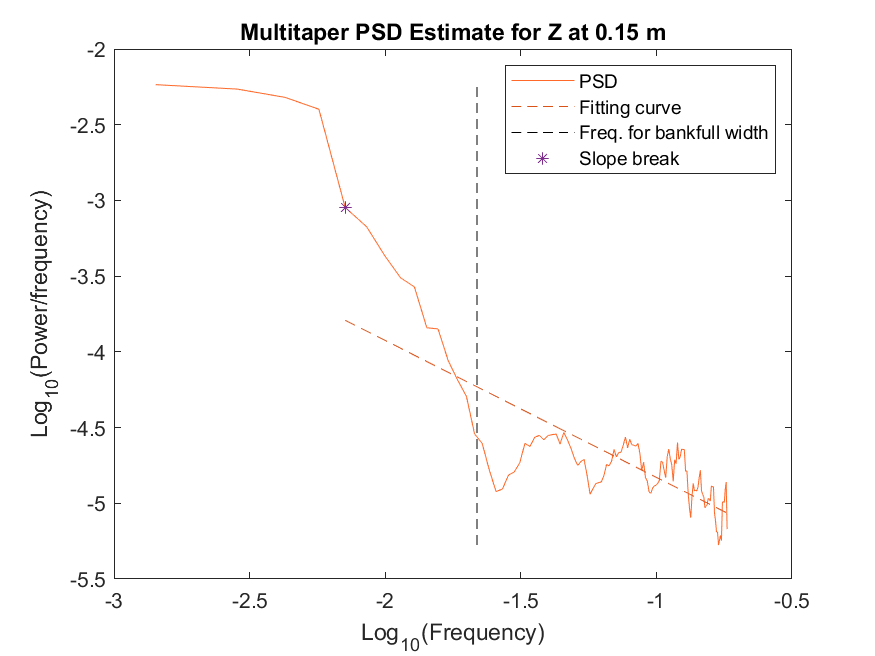 Multitaper PSD Estimate for Z at 0.15 m
PSD
Fitting curve
Freq. for bankfull width
Slope break
Log10(Power/frequency)
-2
-2.5
-3
-3.5
-4
-4.5
-5
-5.5
-3
-2.5
-2
-1.5
-1
-0.5
Log10(Frequency)